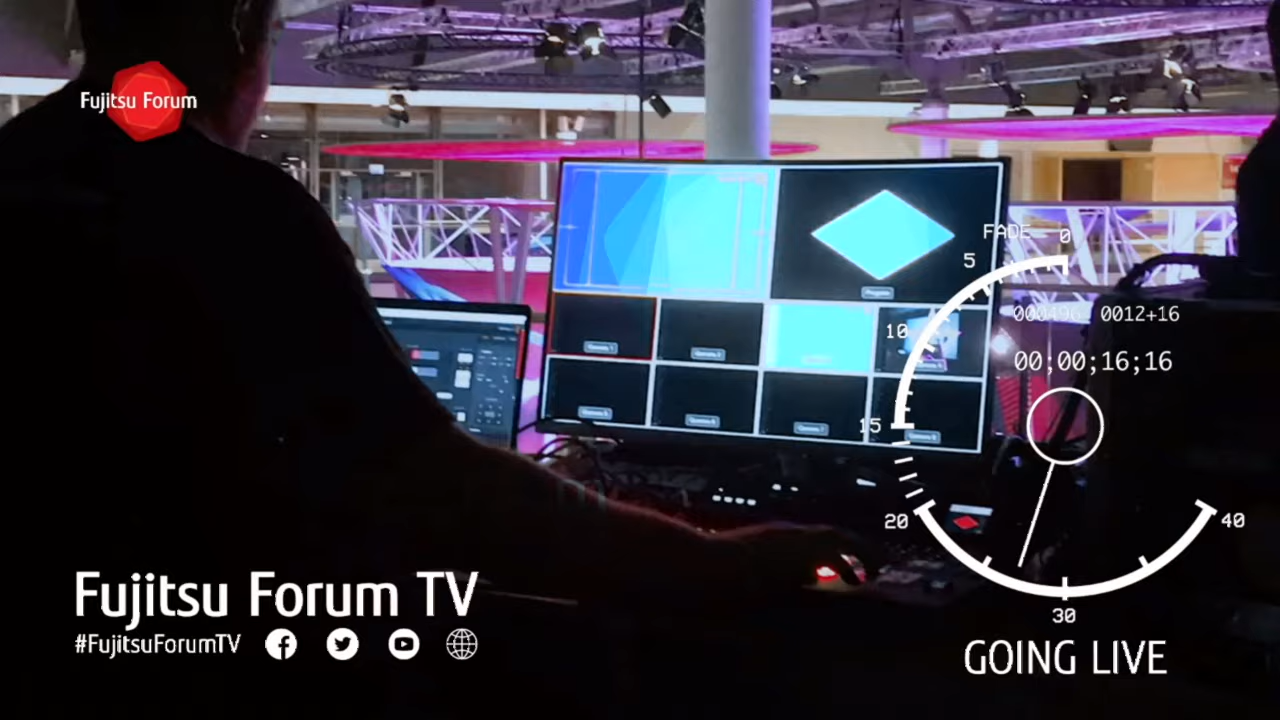 Fujitsu Forum
FADE
0
5
000496 0012+16
10
00;00;16;16
15
20
40
30
Fujitsu Forum TV
#FujitsuForumTV
GOING LIVE